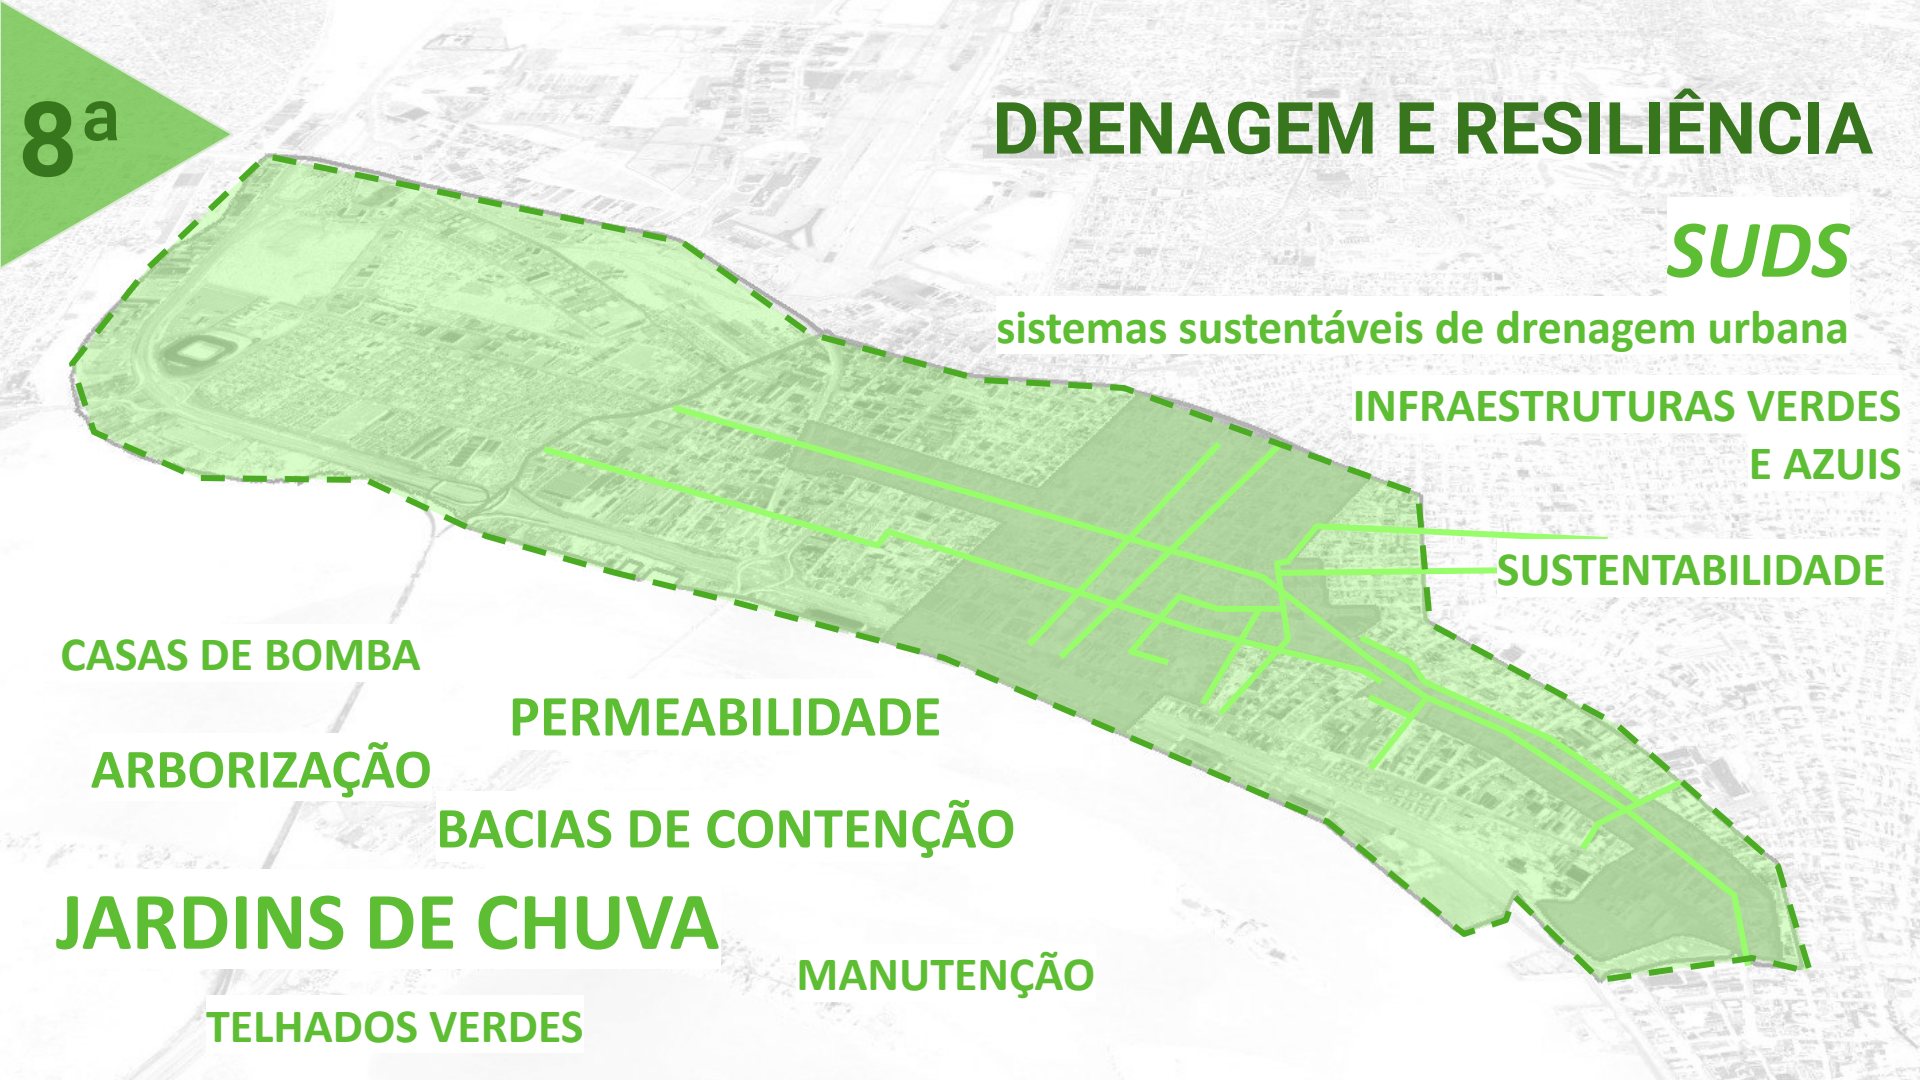 8ª
DRENAGEM E RESILIÊNCIA
SUDS
sistemas sustentáveis de drenagem urbana
INFRAESTRUTURAS VERDES
E AZUIS
SUSTENTABILIDADE
CASAS DE BOMBA
PERMEABILIDADE
ARBORIZAÇÃO
BACIAS DE CONTENÇÃO
JARDINS DE CHUVA
MANUTENÇÃO
TELHADOS VERDES